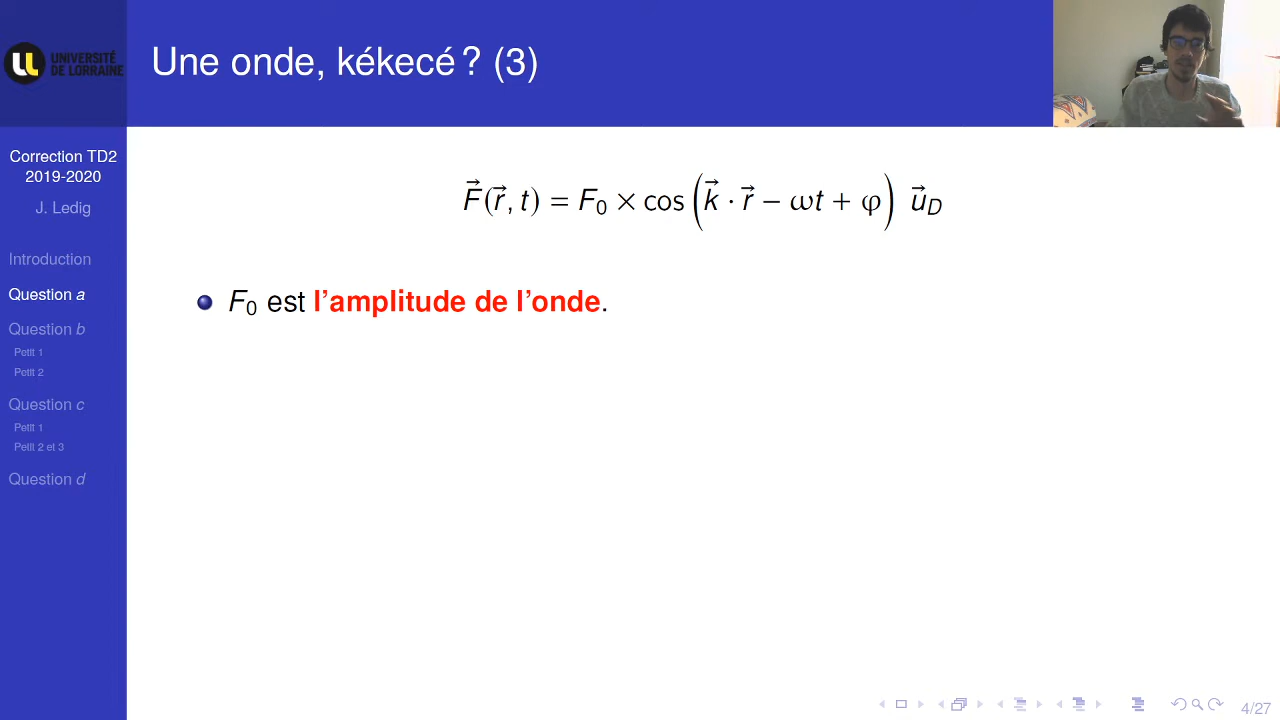 UNIVERSITÉ
DE LORRAINE
Une onde, kékecé ? (3)
Correction TD2
2019-2020
J. Ledig
Introduction
Question a
Question b
Petit 1
Petit 2
Question c
Petit 1
Petit 2 et 3
Question d
F⃗(r⃗, t) = F₀ × cos(k⃗ · r⃗ − ωt + φ) u⃗_D
F₀ est l'amplitude de l'onde.
4/27